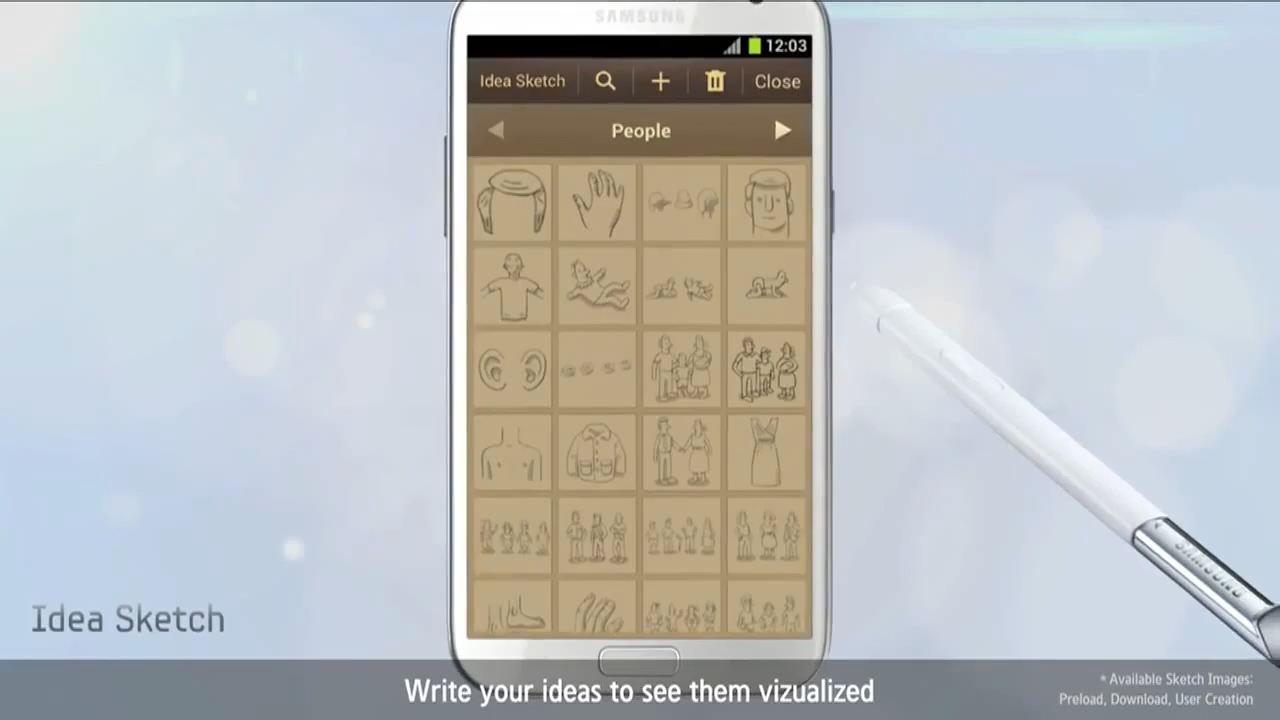 SAMSUNG
12:03
Idea Sketch
Close
People
SAMSUNG
Idea Sketch
Write your ideas to see them vizualized
* Available Sketch Images:
Preload, Download, User Creation